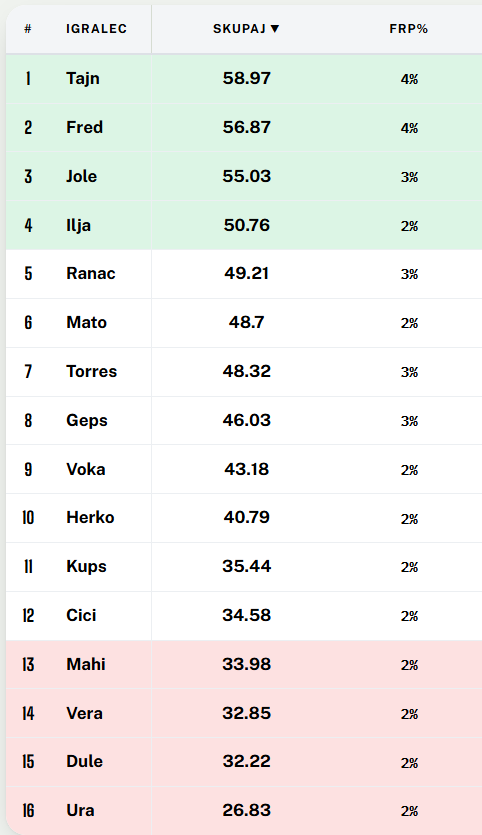 # IGRALEC SKUPAJ ▼ FRP%
1 Tajn 58.97 4%
2 Fred 56.87 4%
3 Jole 55.03 3%
4 Ilja 50.76 2%
5 Ranac 49.21 3%
6 Mato 48.7 2%
7 Torres 48.32 3%
8 Geps 46.03 3%
9 Voka 43.18 2%
10 Herko 40.79 2%
11 Kups 35.44 2%
12 Cici 34.58 2%
13 Mahi 33.98 2%
14 Vera 32.85 2%
15 Dule 32.22 2%
16 Ura 26.83 2%